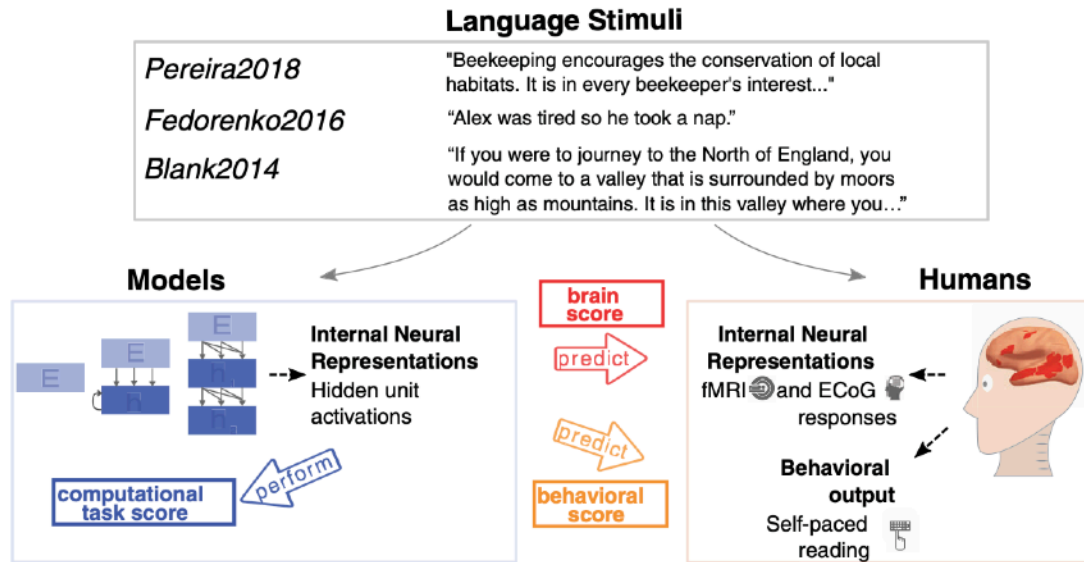 Language Stimuli
Pereira2018
"Beekeeping encourages the conservation of local
habitats. It is in every beekeeper's interest..."
Fedorenko2016
“Alex was tired so he took a nap.”
Blank2014
“If you were to journey to the North of England, you
would come to a valley that is surrounded by moors
as high as mountains. It is in this valley where you…”
Models
E
E
h
E
h
h
Internal Neural
Representations
Hidden unit
activations
perform
computational
task score
brain
score
predict
predict
behavioral
score
Humans
Internal Neural
Representations
fMRI and ECoG
responses
Behavioral
output
Self-paced
reading